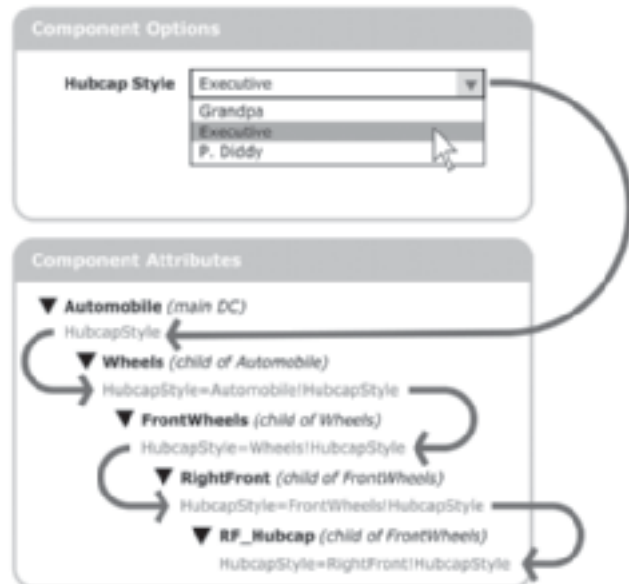 Component Options
Hubcap Style Executive
Grandpa
Executive
P. Diddy
Component Attributes
Automobile (main DC)
HubcapStyle
Wheels (child of Automobile)
HubcapStyle=Automobile!HubcapStyle
FrontWheels (child of Wheels)
HubcapStyle=Wheels!HubcapStyle
RightFront (child of FrontWheels)
HubcapStyle=FrontWheels!HubcapStyle
RF_Hubcap (child of FrontWheels)
HubcapStyle=RightFront!HubcapStyle